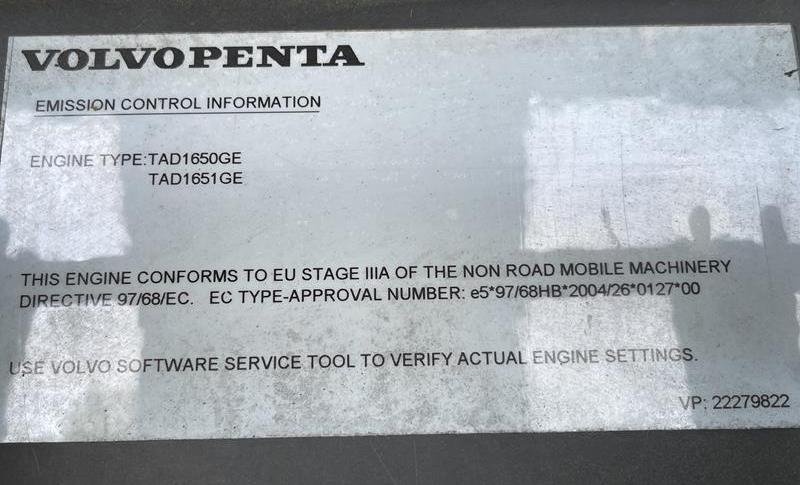 VOLVO PENTA
EMISSION CONTROL INFORMATION
ENGINE TYPE:TAD1650GE
TAD1651GE
THIS ENGINE CONFORMS TO EU STAGE IIIA OF THE NON ROAD MOBILE MACHINERY
DIRECTIVE 97/68/EC. EC TYPE-APPROVAL NUMBER: e5*97/68HB*2004/26*0127*00
USE VOLVO SOFTWARE SERVICE TOOL TO VERIFY ACTUAL ENGINE SETTINGS.
VP: 22279822